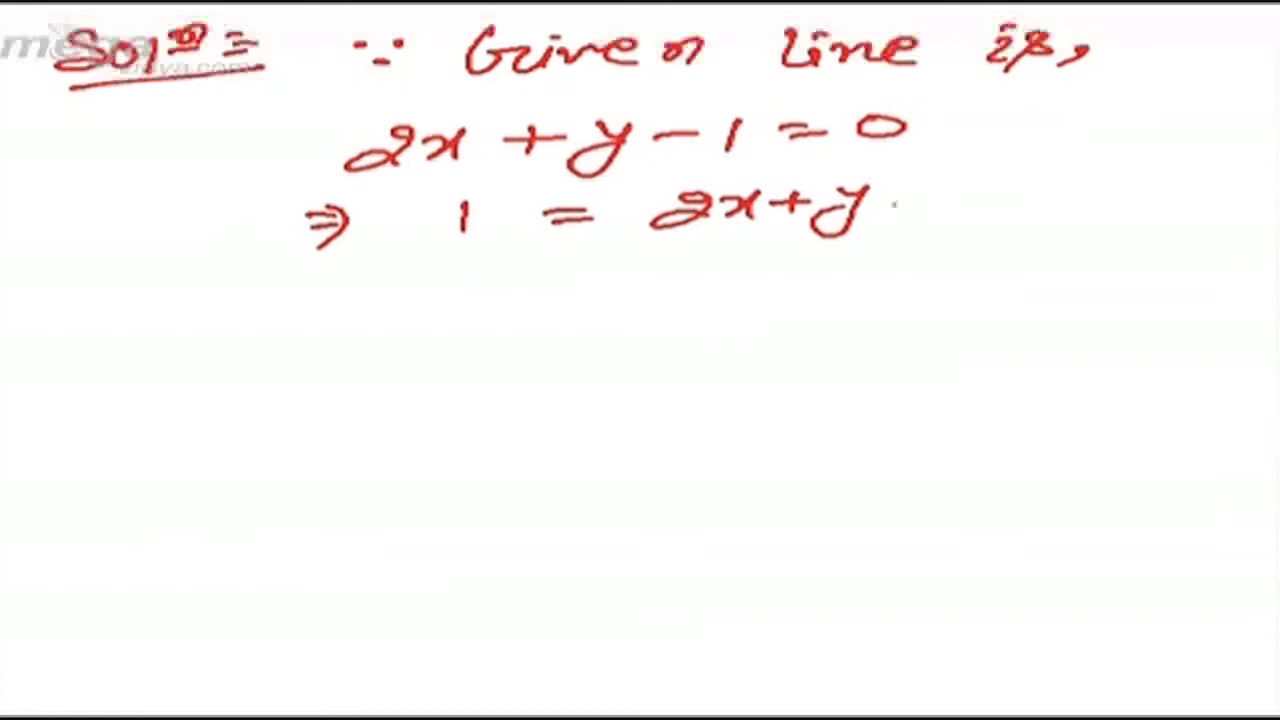 Solⁿ= ∵ Given line is,
2x + y - 1 = 0
⇒ 1 = 2x + y